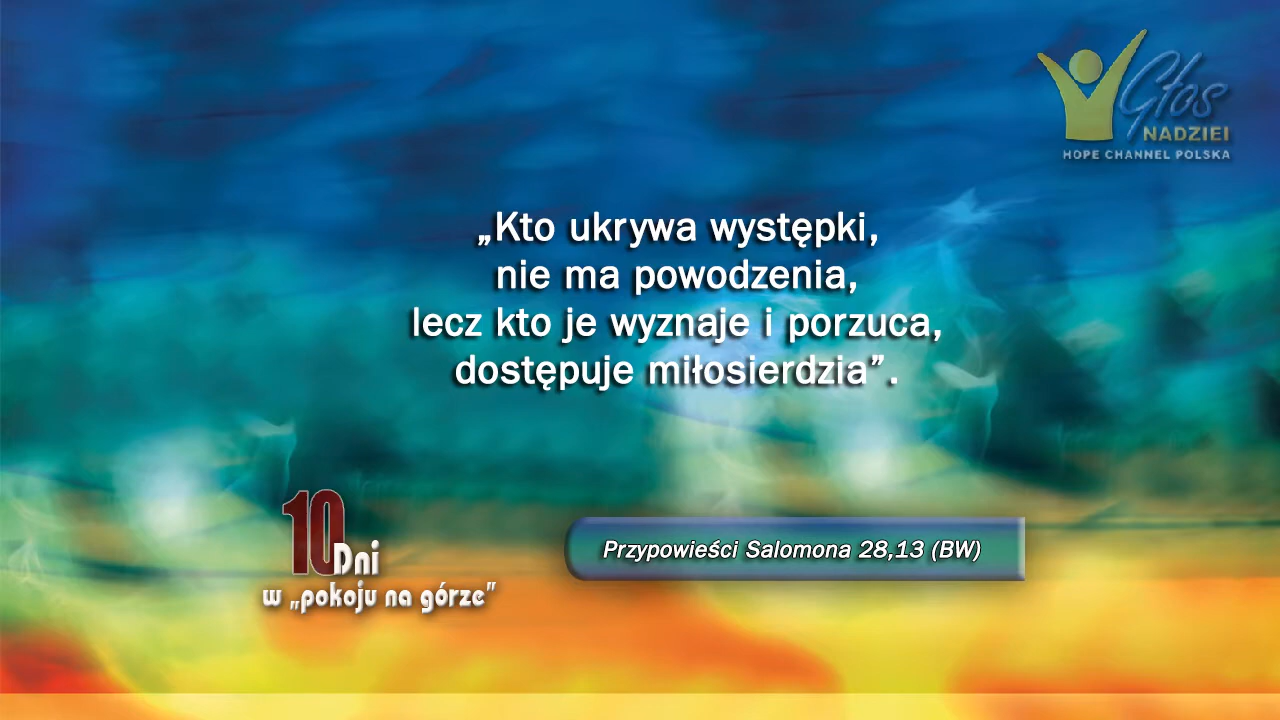 Głos
NADZIEI
HOPE CHANNEL POLSKA
„Kto ukrywa występki,
nie ma powodzenia,
lecz kto je wyznaje i porzuca,
dostępuje miłosierdzia”.
10 Dni
w „pokoju na górze”
Przypowieści Salomona 28,13 (BW)